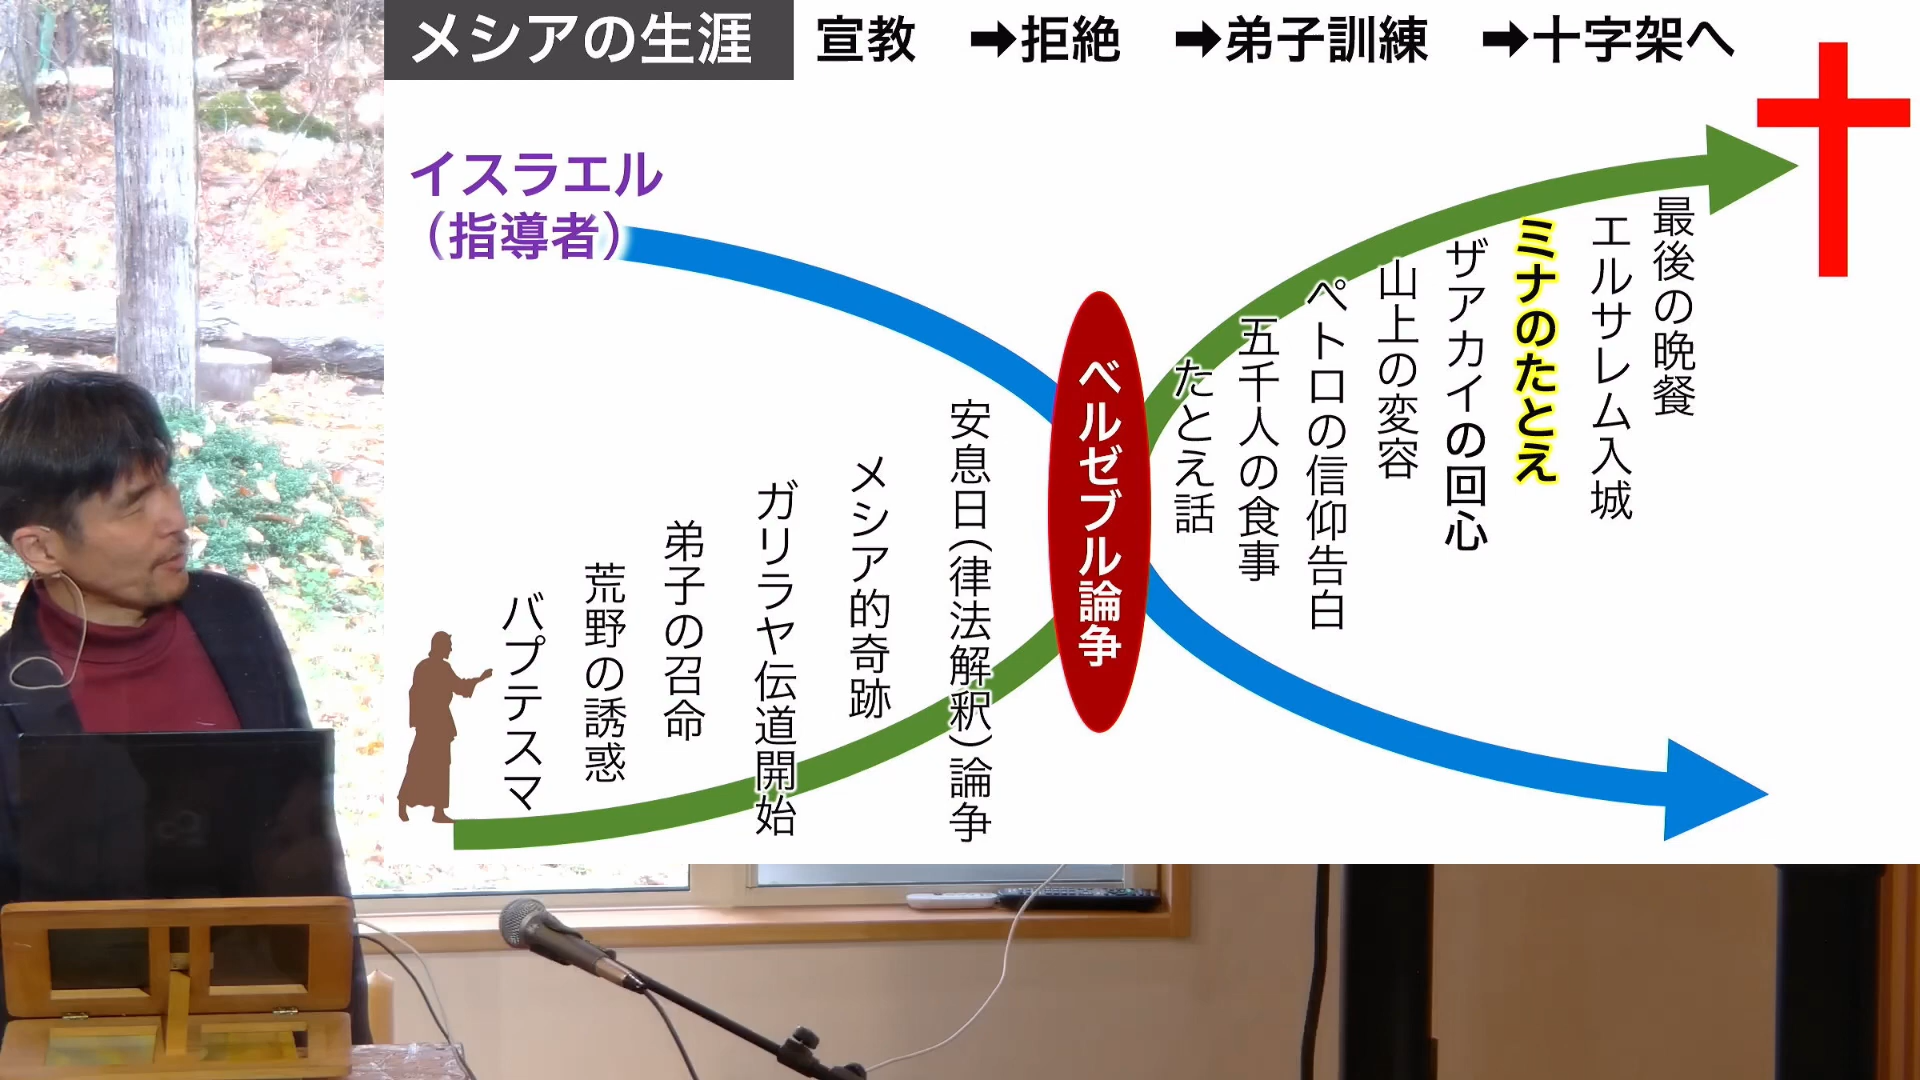 メシアの生涯
宣教 ➡拒絶 ➡弟子訓練 ➡十字架へ
イスラエル
（指導者）
バプテスマ
荒野の誘惑
弟子の召命
ガリラヤ伝道開始
メシア的奇跡
安息日（律法解釈）論争
ベルゼブル論争
たとえ話
五千人の食事
ペトロの信仰告白
山上の変容
ザアカイの回心
ミナのたとえ
エルサレム入城
最後の晩餐